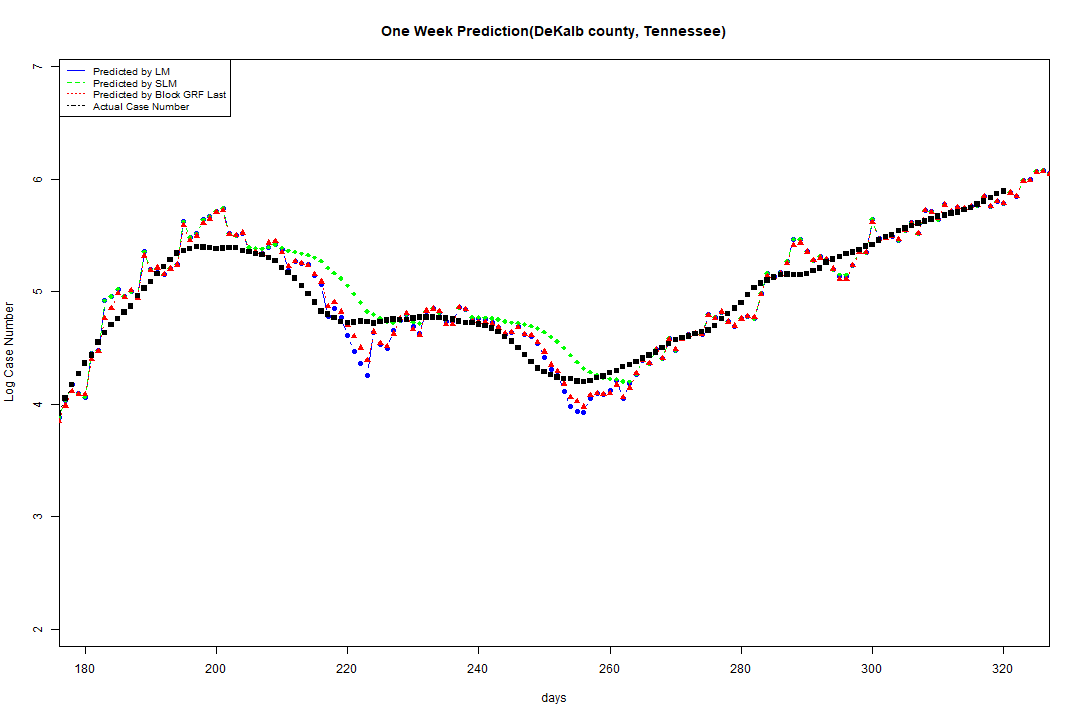 One Week Prediction(DeKalb county, Tennessee)
Predicted by LM
Predicted by SLM
Predicted by Block GRF Last
Actual Case Number
7
6
5
4
3
2
Log Case Number
180 200 220 240 260 280 300 320
days